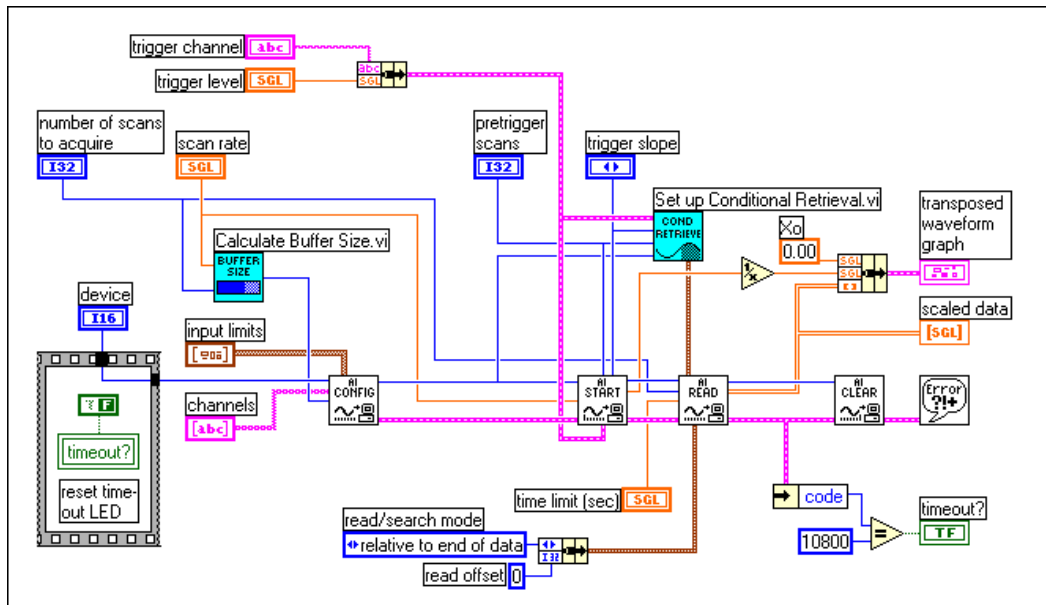 trigger channel
abc
trigger level
SGL
abc
SGL
number of scans
to acquire
I32
scan rate
SGL
pretrigger
scans
I32
trigger slope
Set up Conditional Retrieval.vi
COND
RETRIEVE
transposed
waveform
graph
Xo
0.00
SGL
SGL
1/x
Calculate Buffer Size.vi
BUFFER
SIZE
device
I16
scaled data
[SGL]
input limits
AI
CONFIG
AI
START
AI
READ
AI
CLEAR
Error
?!+
channels
[abc]
F
timeout?
reset time-
out LED
time limit (sec)
SGL
code
timeout?
TF
=
10800
read/search mode
relative to end of data
I32
read offset
0